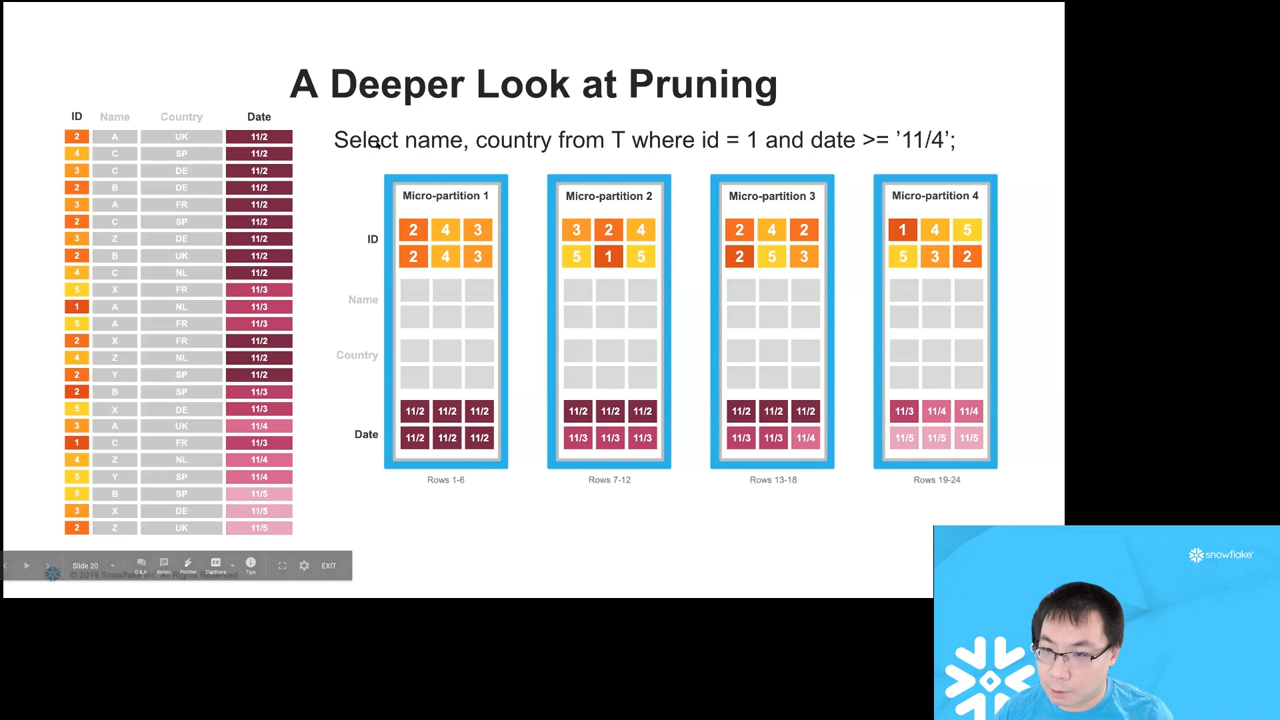 A Deeper Look at Pruning
Select name, country from T where id = 1 and date >= ’11/4’;
ID Name Country Date
2 A UK 11/2
4 C SP 11/2
3 C DE 11/2
2 B DE 11/2
3 A FR 11/2
2 C SP 11/2
3 Z DE 11/2
2 B UK 11/2
4 C NL 11/2
5 X FR 11/3
1 A NL 11/3
5 A FR 11/3
2 X FR 11/2
4 Z NL 11/2
2 Y SP 11/2
2 B SP 11/3
5 X DE 11/3
3 A UK 11/4
1 C FR 11/3
4 Z NL 11/4
5 Y SP 11/4
5 B SP 11/5
3 X DE 11/5
2 Z UK 11/5
Micro-partition 1 Micro-partition 2 Micro-partition 3 Micro-partition 4
ID
2 4 3 3 2 4 2 4 2 1 4 5
2 4 3 5 1 5 2 5 3 5 3 2
Name
Country
Date
11/2 11/2 11/2 11/2 11/2 11/2 11/2 11/2 11/2 11/3 11/4 11/4
11/2 11/2 11/2 11/3 11/3 11/3 11/3 11/3 11/4 11/5 11/5 11/5
Rows 1-6 Rows 7-12 Rows 13-18 Rows 19-24
Slide 20 Q&A Notes Pointer Captions Tips EXIT
© 2019 Snowflake Inc. All Rights Reserved
snowflake